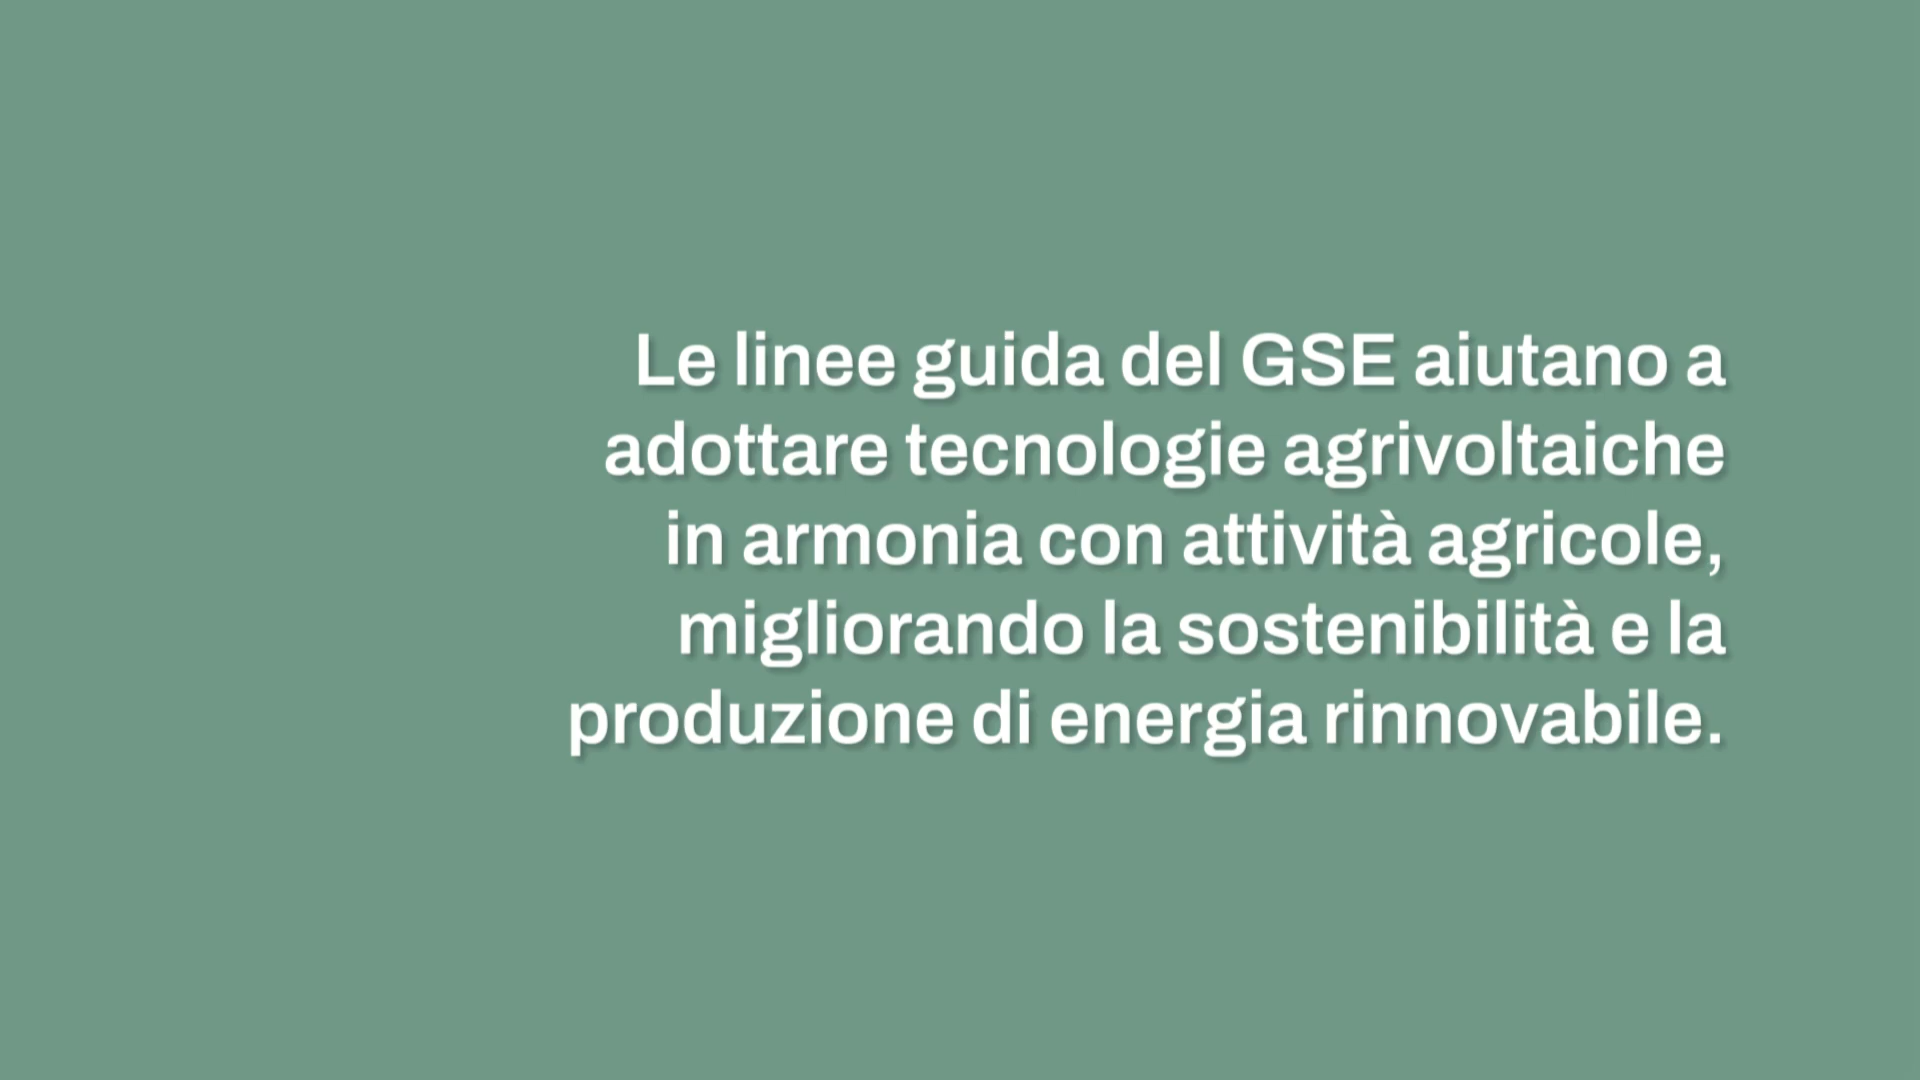 Le linee guida del GSE aiutano a
adottare tecnologie agrivoltaiche
in armonia con attività agricole,
migliorando la sostenibilità e la
produzione di energia rinnovabile.